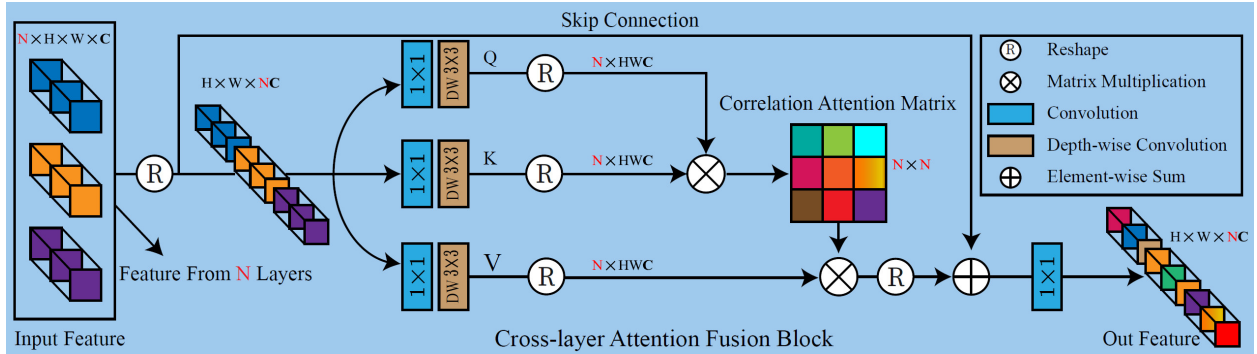 Skip Connection
N×H×W×C
H×W×NC
R
1×1
DW 3X3
Q
R
N×HWC
Correlation Attention Matrix
1×1
DW 3X3
K
R
N×HWC
N×N
Feature From N Layers
1×1
DW 3X3
V
R
N×HWC
R
1×1
H×W×NC
Input Feature
Cross-layer Attention Fusion Block
Out Feature
R
Reshape
Matrix Multiplication
Convolution
Depth-wise Convolution
Element-wise Sum